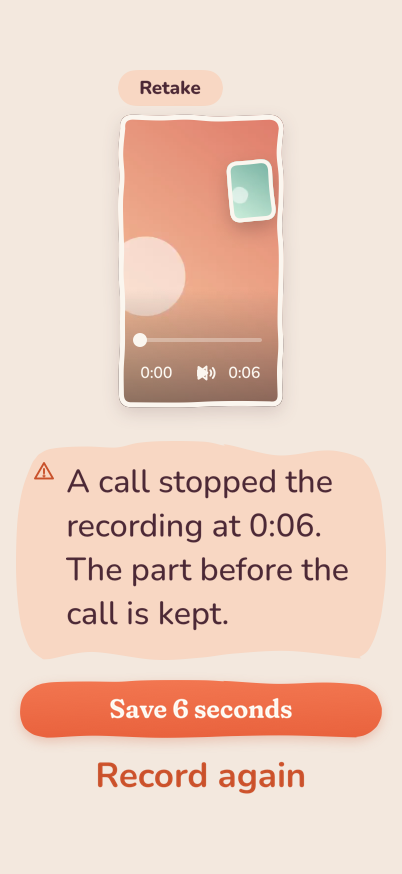 Retake
0:00 0:06
A call stopped the
recording at 0:06.
The part before the
call is kept.
Save 6 seconds
Record again